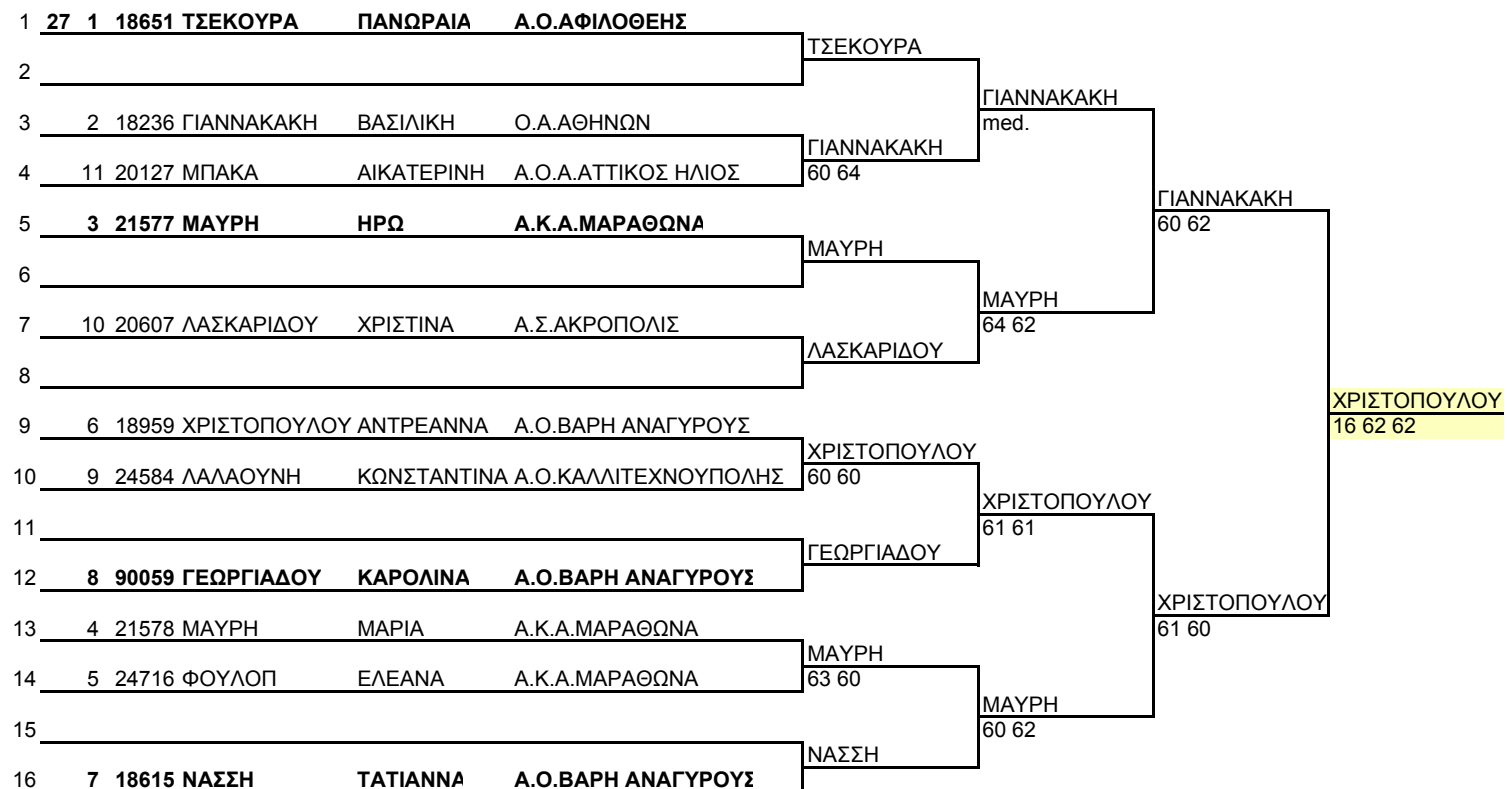 1 27 1 18651 ΤΣΕΚΟΥΡΑ ΠΑΝΩΡΑΙΑ Α.Ο.ΑΦΙΛΟΘΕΗΣ
ΤΣΕΚΟΥΡΑ
2
ΓΙΑΝΝΑΚΑΚΗ
3 2 18236 ΓΙΑΝΝΑΚΑΚΗ ΒΑΣΙΛΙΚΗ Ο.Α.ΑΘΗΝΩΝ
med.
ΓΙΑΝΝΑΚΑΚΗ
4 11 20127 ΜΠΑΚΑ ΑΙΚΑΤΕΡΙΝΗ Α.Ο.Α.ΑΤΤΙΚΟΣ ΗΛΙΟΣ
60 64
ΓΙΑΝΝΑΚΑΚΗ
5 3 21577 ΜΑΥΡΗ ΗΡΩ Α.Κ.Α.ΜΑΡΑΘΩΝΑ
60 62
ΜΑΥΡΗ
6
ΜΑΥΡΗ
7 10 20607 ΛΑΣΚΑΡΙΔΟΥ ΧΡΙΣΤΙΝΑ Α.Σ.ΑΚΡΟΠΟΛΙΣ
64 62
ΛΑΣΚΑΡΙΔΟΥ
8
ΧΡΙΣΤΟΠΟΥΛΟΥ
9 6 18959 ΧΡΙΣΤΟΠΟΥΛΟΥ ΑΝΤΡΕΑΝΝΑ Α.Ο.ΒΑΡΗ ΑΝΑΓΥΡΟΥΣ
16 62 62
ΧΡΙΣΤΟΠΟΥΛΟΥ
10 9 24584 ΛΑΛΑΟΥΝΗ ΚΩΝΣΤΑΝΤΙΝΑ Α.Ο.ΚΑΛΛΙΤΕΧΝΟΥΠΟΛΗΣ
60 60
ΧΡΙΣΤΟΠΟΥΛΟΥ
11
61 61
ΓΕΩΡΓΙΑΔΟΥ
12 8 90059 ΓΕΩΡΓΙΑΔΟΥ ΚΑΡΟΛΙΝΑ Α.Ο.ΒΑΡΗ ΑΝΑΓΥΡΟΥΣ
ΧΡΙΣΤΟΠΟΥΛΟΥ
13 4 21578 ΜΑΥΡΗ ΜΑΡΙΑ Α.Κ.Α.ΜΑΡΑΘΩΝΑ
61 60
ΜΑΥΡΗ
14 5 24716 ΦΟΥΛΟΠ ΕΛΕΑΝΑ Α.Κ.Α.ΜΑΡΑΘΩΝΑ
63 60
ΜΑΥΡΗ
15
60 62
ΝΑΣΣΗ
16 7 18615 ΝΑΣΣΗ ΤΑΤΙΑΝΝΑ Α.Ο.ΒΑΡΗ ΑΝΑΓΥΡΟΥΣ